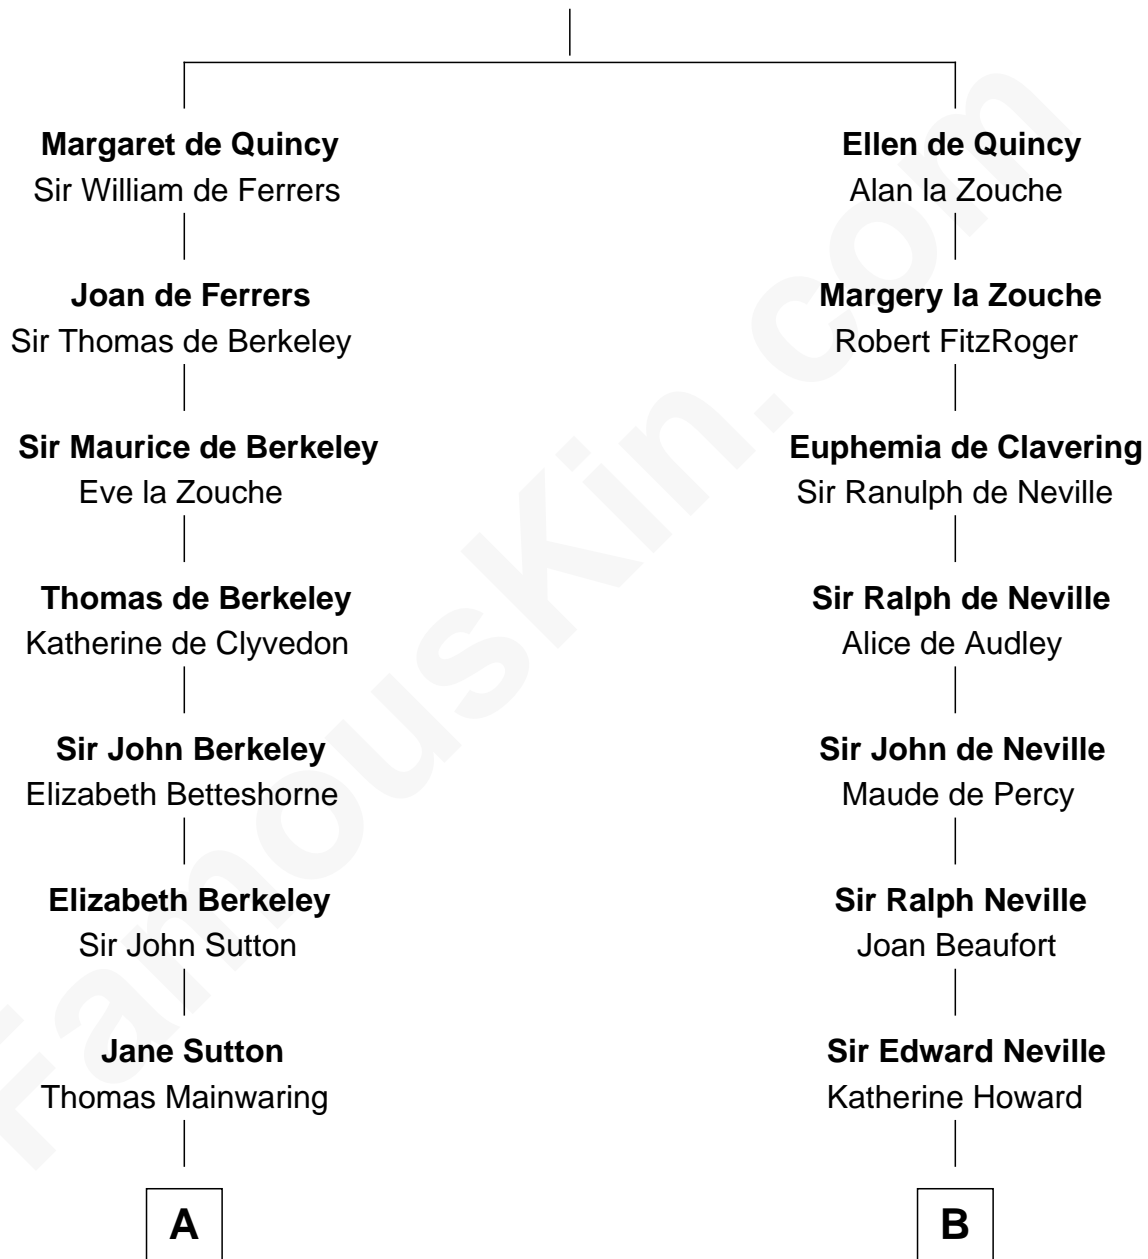 Margaret de Quincy
Sir William de Ferrers
Joan de Ferrers
Sir Thomas de Berkeley
Sir Maurice de Berkeley
Eve la Zouche
Thomas de Berkeley
Katherine de Clyvedon
Sir John Berkeley
Elizabeth Betteshorne
Elizabeth Berkeley
Sir John Sutton
Jane Sutton
Thomas Mainwaring
A
Ellen de Quincy
Alan la Zouche
Margery la Zouche
Robert FitzRoger
Euphemia de Clavering
Sir Ranulph de Neville
Sir Ralph de Neville
Alice de Audley
Sir John de Neville
Maude de Percy
Sir Ralph Neville
Joan Beaufort
Sir Edward Neville
Katherine Howard
B
FamousKin.com